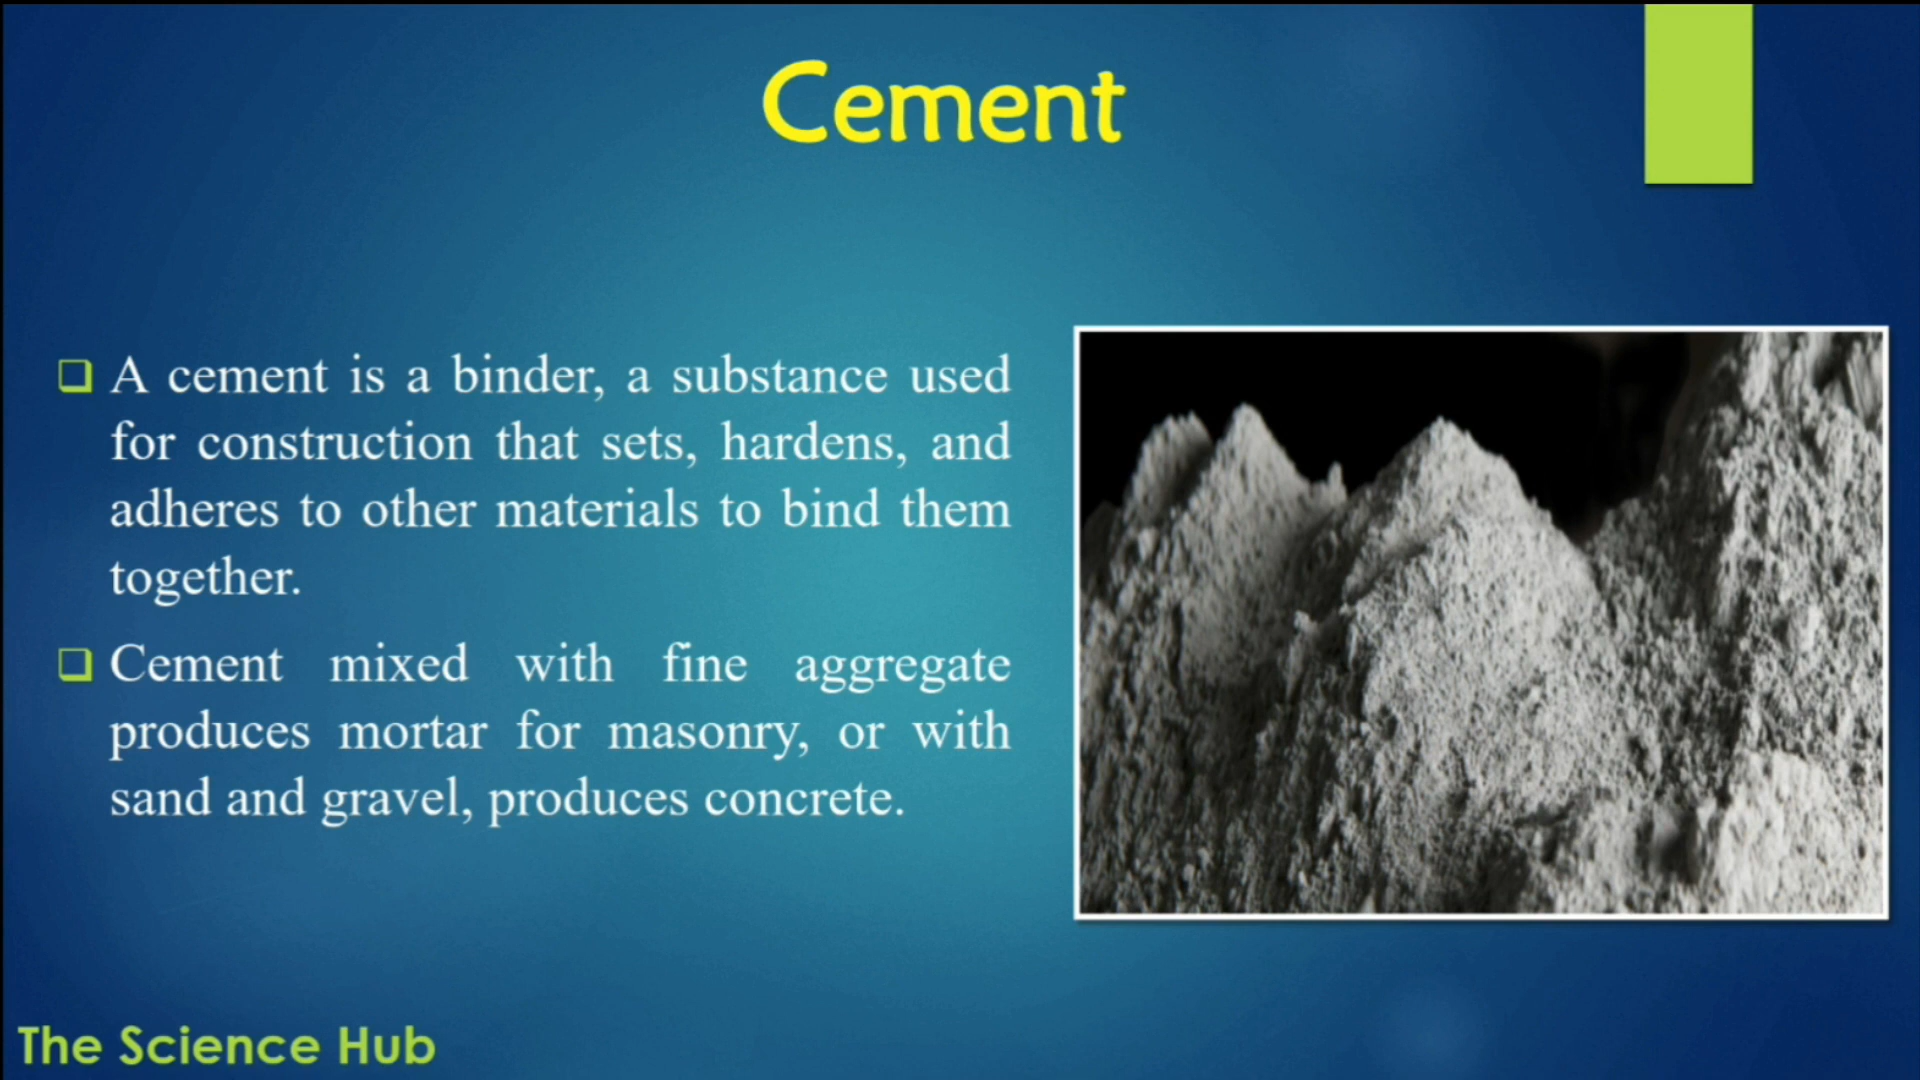 Cement
A cement is a binder, a substance used
for construction that sets, hardens, and
adheres to other materials to bind them
together.
Cement mixed with fine aggregate
produces mortar for masonry, or with
sand and gravel, produces concrete.
The Science Hub